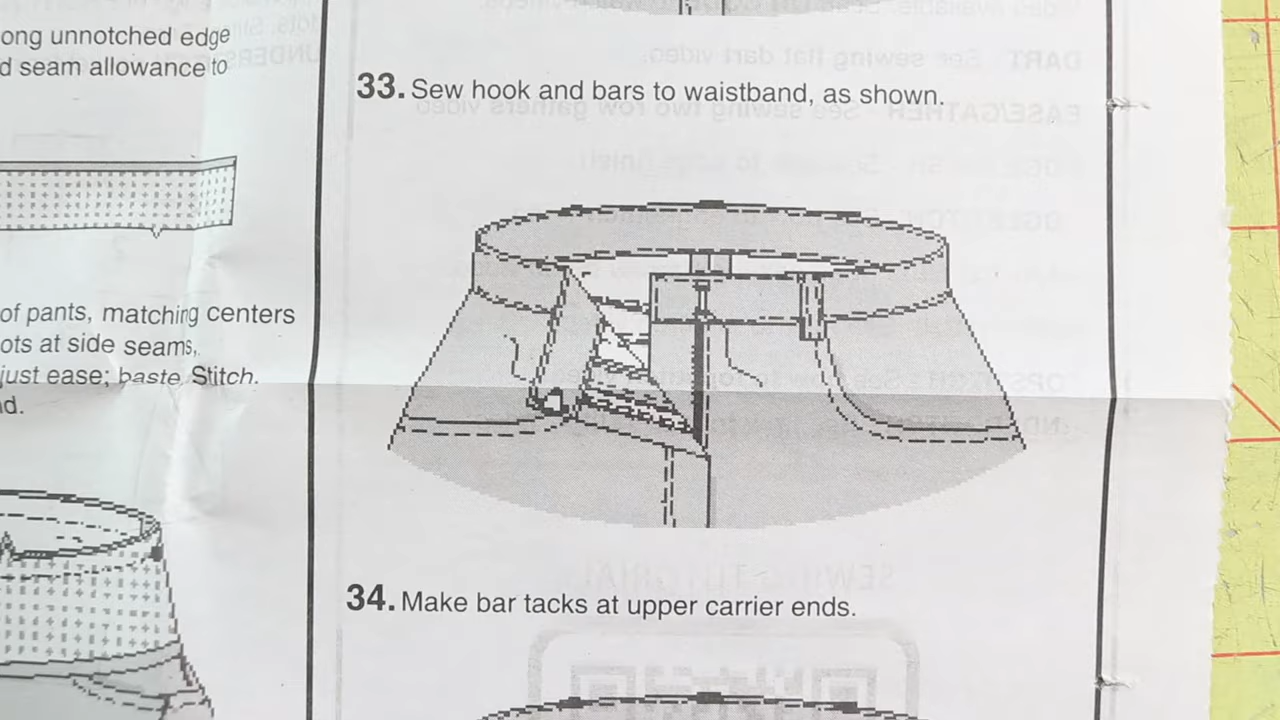 ong unnotched edge
d seam allowance to
of pants, matching centers
ots at side seams,
just ease; baste. Stitch.
d.
33. Sew hook and bars to waistband, as shown.
34. Make bar tacks at upper carrier ends.